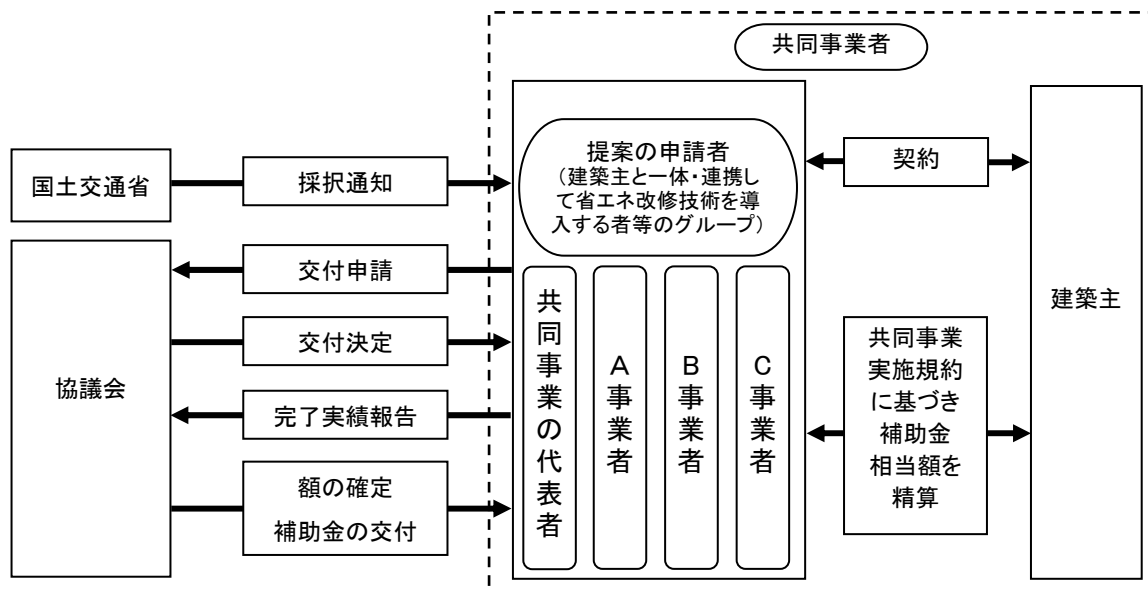 共同事業者
国土交通省
採択通知
提案の申請者
（建築主と一体・連携し
て省エネ改修技術を導
入する者等のグループ）
契約
建築主
協議会
交付申請
交付決定
完了実績報告
額の確定
補助金の交付
共同事業の代表者
A事業者
B事業者
C事業者
共同事業
実施規約
に基づき
補助金
相当額を
精算